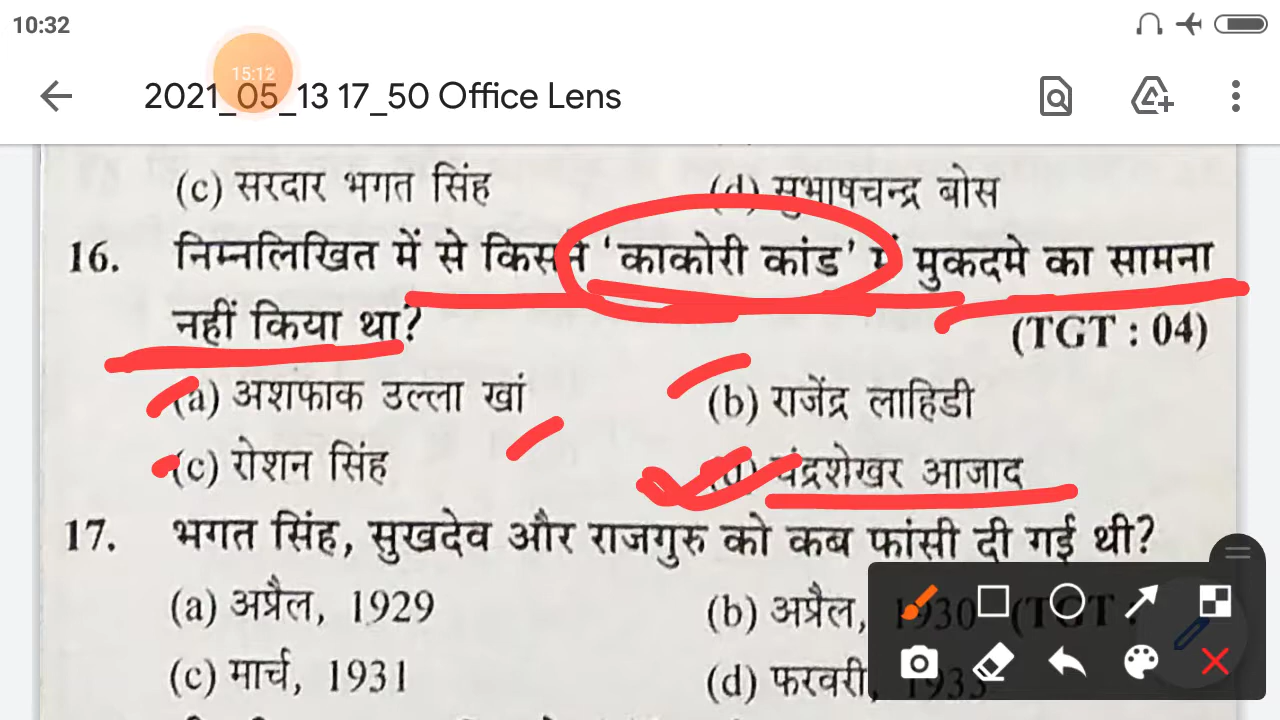 10:32
15:12
2021_05_13 17_50 Office Lens
(c) सरदार भगत सिंह (d) सुभाषचन्द्र बोस
16. निम्नलिखित में से किसने ‘काकोरी कांड’ में मुकदमे का सामना
नहीं किया था? (TGT : 04)
(a) अशफाक उल्ला खां (b) राजेंद्र लाहिडी
(c) रोशन सिंह (d) चंद्रशेखर आजाद
17. भगत सिंह, सुखदेव और राजगुरु को कब फांसी दी गई थी?
(a) अप्रैल, 1929 (b) अप्रैल, 1930 (TGT :
(c) मार्च, 1931 (d) फरवरी, 1933